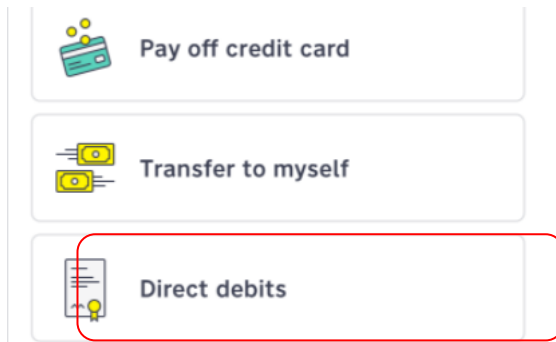 Pay off credit card
Transfer to myself
Direct debits